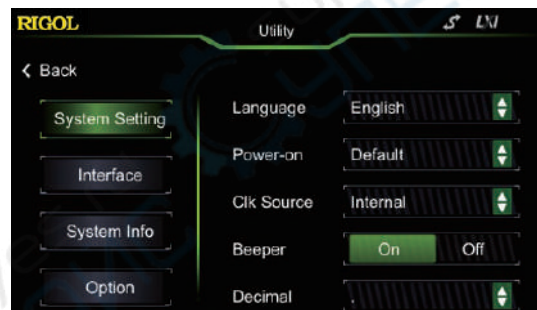 RIGOL
Utility
LXI
Back
System Setting
Interface
System Info
Option
Language English
Power-on Default
Clk Source Internal
Beeper On Off
Decimal .